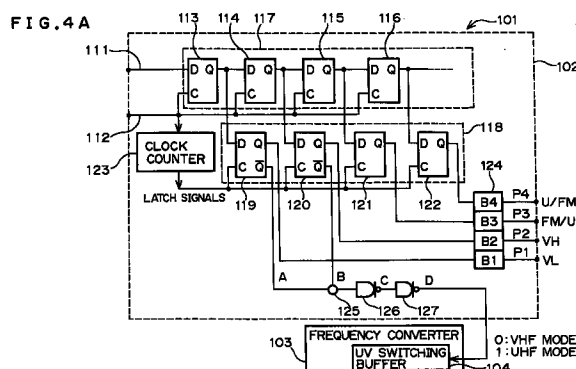 FIG.4A
113 117 115 116 101
114
111
102
D Q D Q D Q D Q
C C C C
112
118
CLOCK COUNTER
123
D Q D Q D Q D Q
C Q̅ C Q̅ C C
124
LATCH SIGNALS
119 120 121 122
B4 P4 U/FM
B3 P3 FM/U
B2 P2 VH
B1 P1 VL
A B C D
125 126 127
FREQUENCY CONVERTER
103
0:VHF MODE
1:UHF MODE
UV SWITCHING BUFFER
104